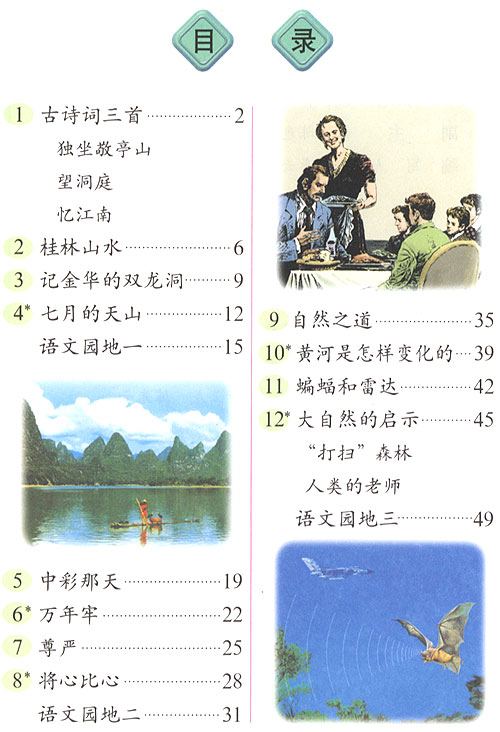 目 录
1 古诗词三首………………2
独坐敬亭山
望洞庭
忆江南
2 桂林山水………………6
3 记金华的双龙洞………9
4* 七月的天山……………12
语文园地一……………15
5 中彩那天………………19
6* 万年牢…………………22
7 尊严……………………25
8* 将心比心………………28
语文园地二……………31
9 自然之道………………35
10* 黄河是怎样变化的…39
11 蝙蝠和雷达……………42
12* 大自然的启示…………45
“打扫”森林
人类的老师
语文园地三……………49